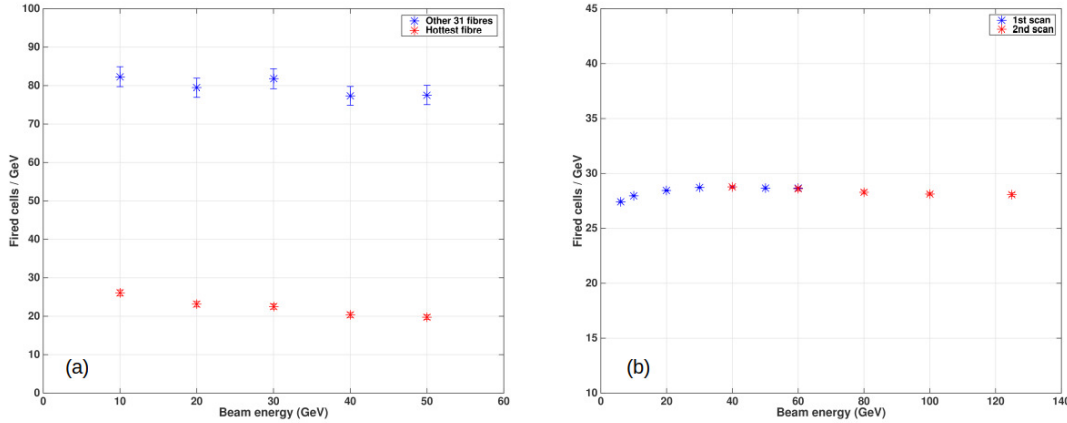 100
90
80
70
60
50
40
30
20
10
0
Fired cells / GeV
Other 31 fibres
Hottest fibre
(a)
0 10 20 30 40 50 60
Beam energy (GeV)
45
40
35
30
25
20
15
10
Fired cells / GeV
1st scan
2nd scan
(b)
0 20 40 60 80 100 120 140
Beam energy (GeV)